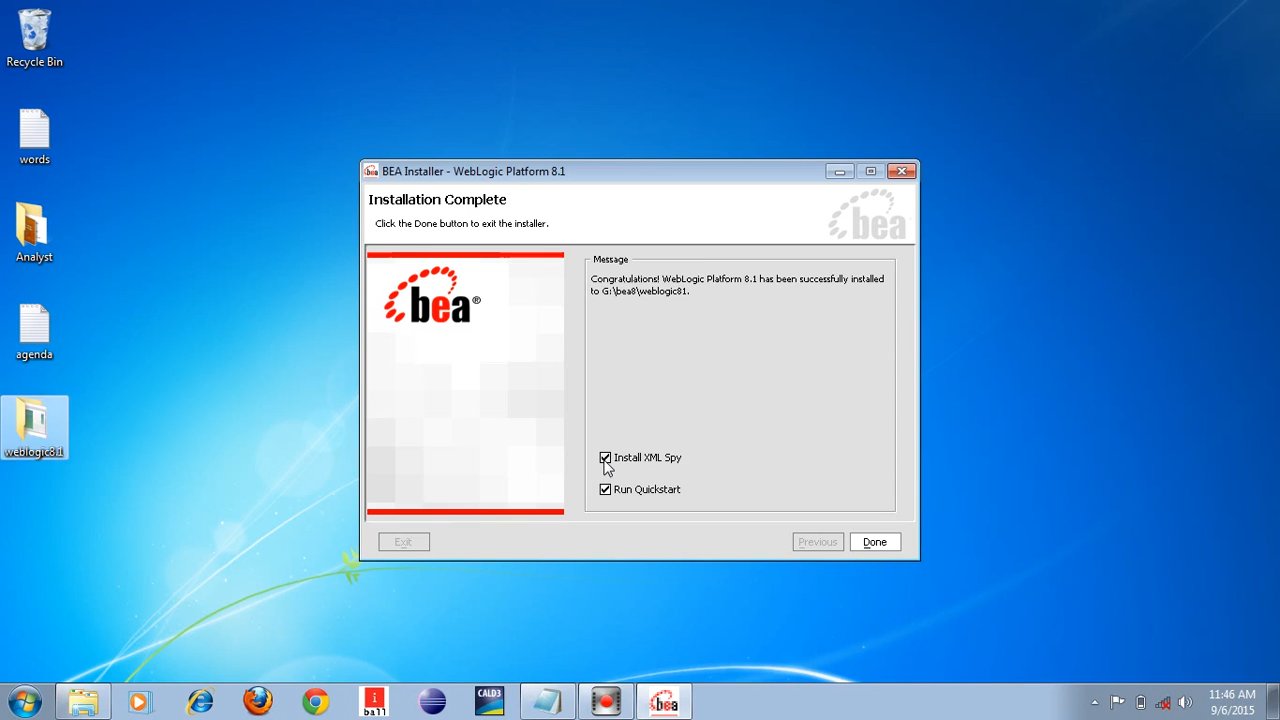 Recycle Bin
words
Analyst
agenda
weblogic8.1
BEA Installer - WebLogic Platform 8.1
Installation Complete
Click the Done button to exit the installer.
bea
bea®
Message
Congratulations! WebLogic Platform 8.1 has been successfully installed
to G:\bea8\weblogic81.
Install XML Spy
Run Quickstart
Exit
Previous
Done
i
ball
CALD3
bea
11:46 AM
9/6/2015